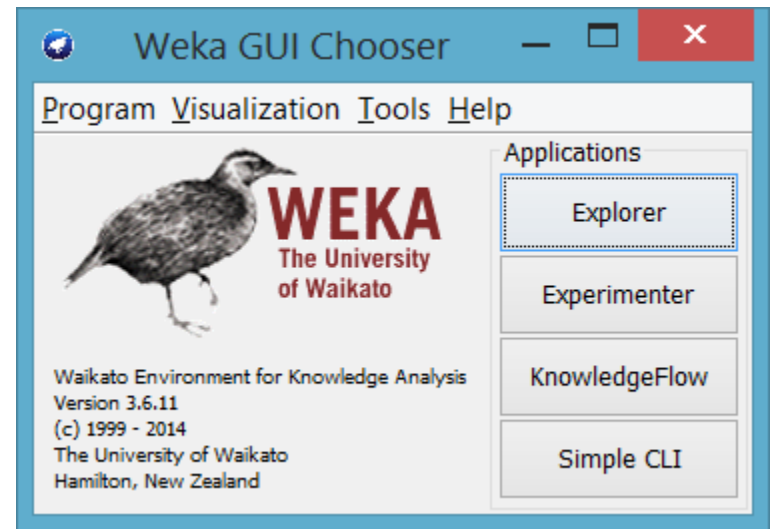 Weka GUI Chooser
Program Visualization Tools Help
WEKA
The University
of Waikato
Waikato Environment for Knowledge Analysis
Version 3.6.11
(c) 1999 - 2014
The University of Waikato
Hamilton, New Zealand
Applications
Explorer
Experimenter
KnowledgeFlow
Simple CLI